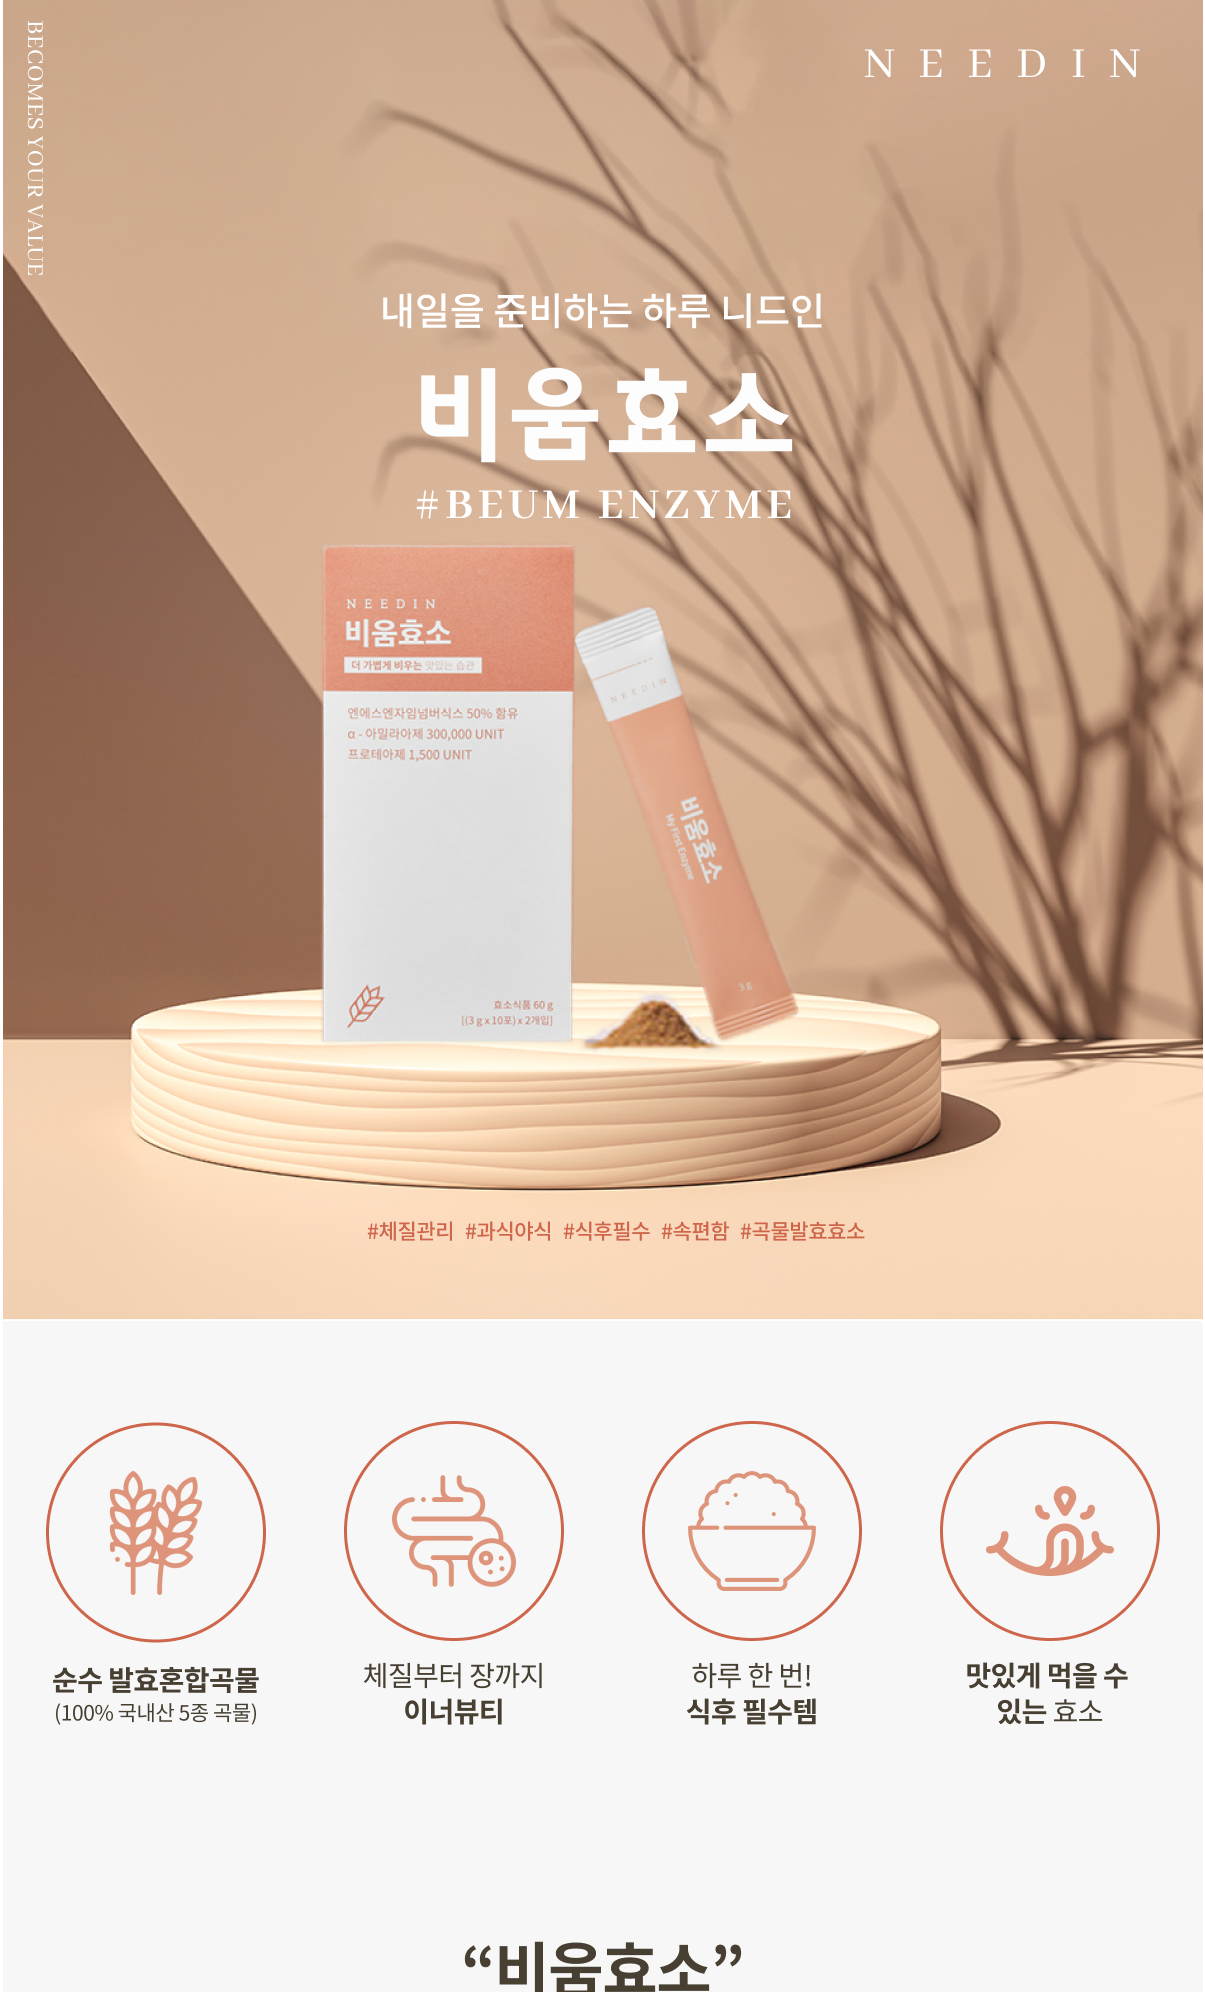 BECOMES YOUR VALUE
NEEDIN
내일을 준비하는 하루 니드인
비움효소
#BEUM ENZYME
NEEDIN
비움효소
더 가볍게 비우는 맛있는 습관
엔에스엔자임넘버식스 50% 함유
α - 아밀라아제 300,000 UNIT
프로테아제 1,500 UNIT
효소식품 60 g
[(3 g x 10포) x 2개입]
NEEDIN
비움효소
My First Enzyme
3 g
#체질관리 #과식야식 #식후필수 #속편함 #곡물발효효소
순수 발효혼합곡물
(100% 국내산 5종 곡물)
체질부터 장까지
이너뷰티
하루 한 번!
식후 필수템
맛있게 먹을 수
있는 효소
“비움효소”